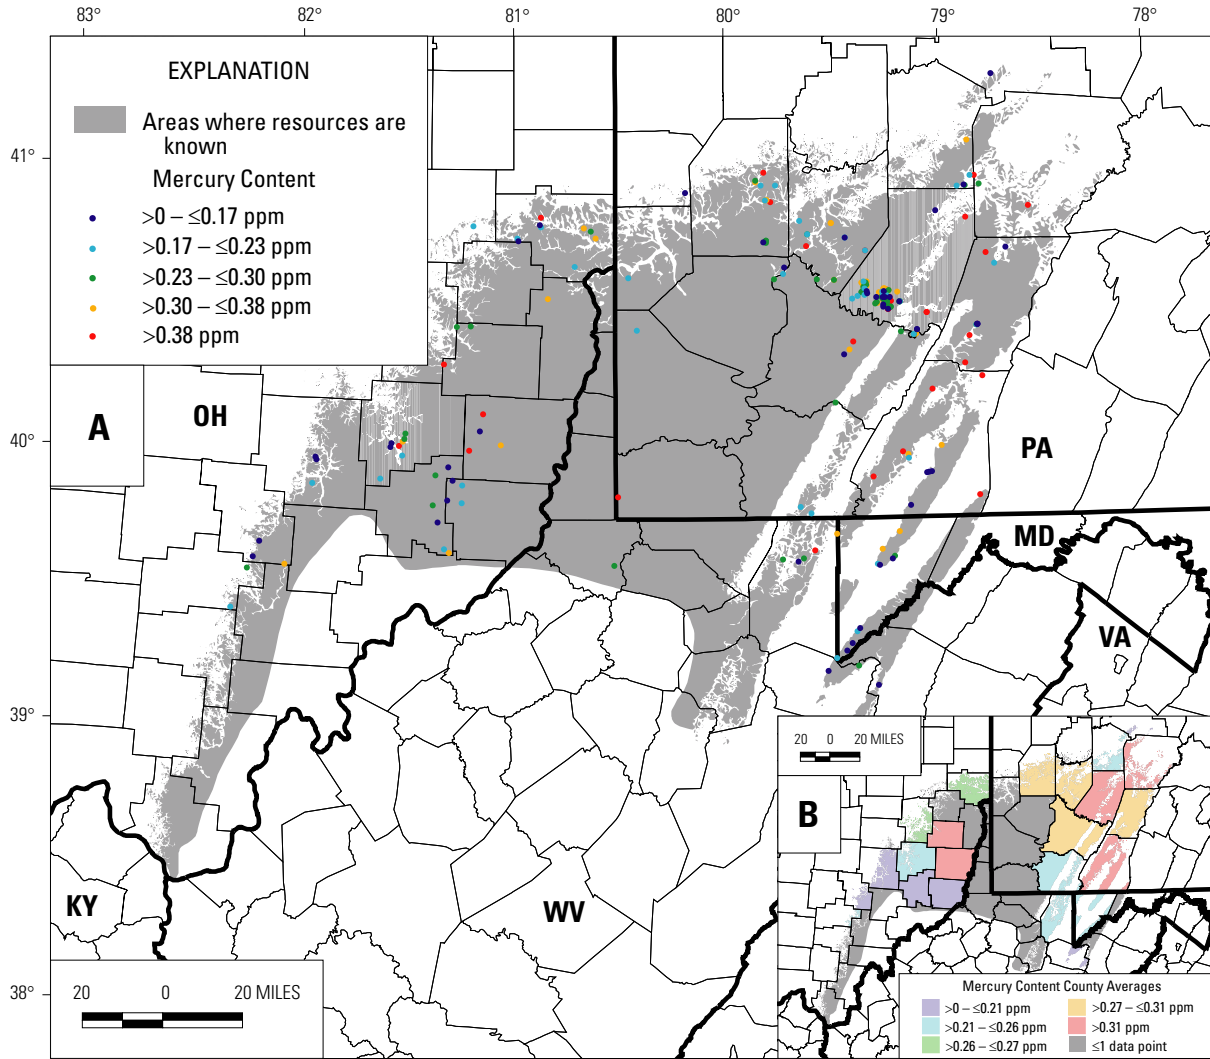 83° 82° 81° 80° 79° 78°
EXPLANATION
Areas where resources are
known
Mercury Content
>0 – ≤0.17 ppm
>0.17 – ≤0.23 ppm
>0.23 – ≤0.30 ppm
>0.30 – ≤0.38 ppm
>0.38 ppm
41°
A
OH
40°
PA
MD
VA
39°
KY
WV
38°
20 0 20 MILES
20 0 20 MILES
B
Mercury Content County Averages
>0 – ≤0.21 ppm
>0.21 – ≤0.26 ppm
>0.26 – ≤0.27 ppm
>0.27 – ≤0.31 ppm
>0.31 ppm
≤1 data point